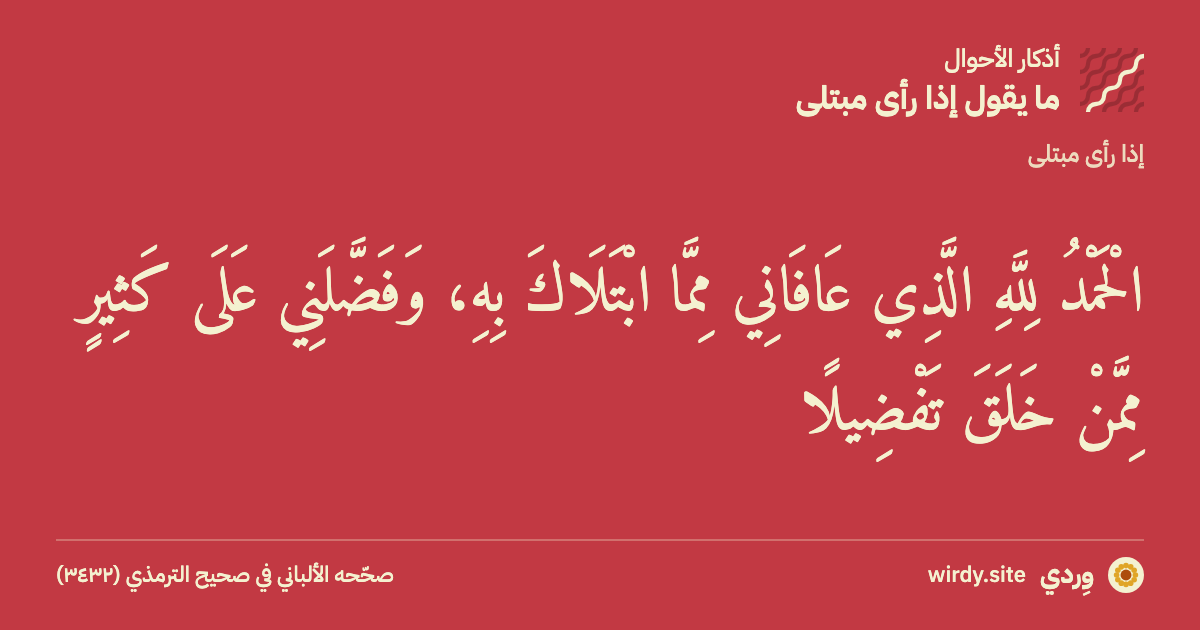 أذكار الأحوال
ما يقول إذا رأى مبتلى
إذا رأى مبتلى
الْحَمْدُ لِلَّهِ الَّذِي عَافَانِي مِمَّا ابْتَلَاكَ بِهِ، وَفَضَّلَنِي عَلَى كَثِيرٍ
مِمَّنْ خَلَقَ تَفْضِيلًا
وِردي wirdy.site
صحّحه الألباني في صحيح الترمذي (٣٤٣٢)